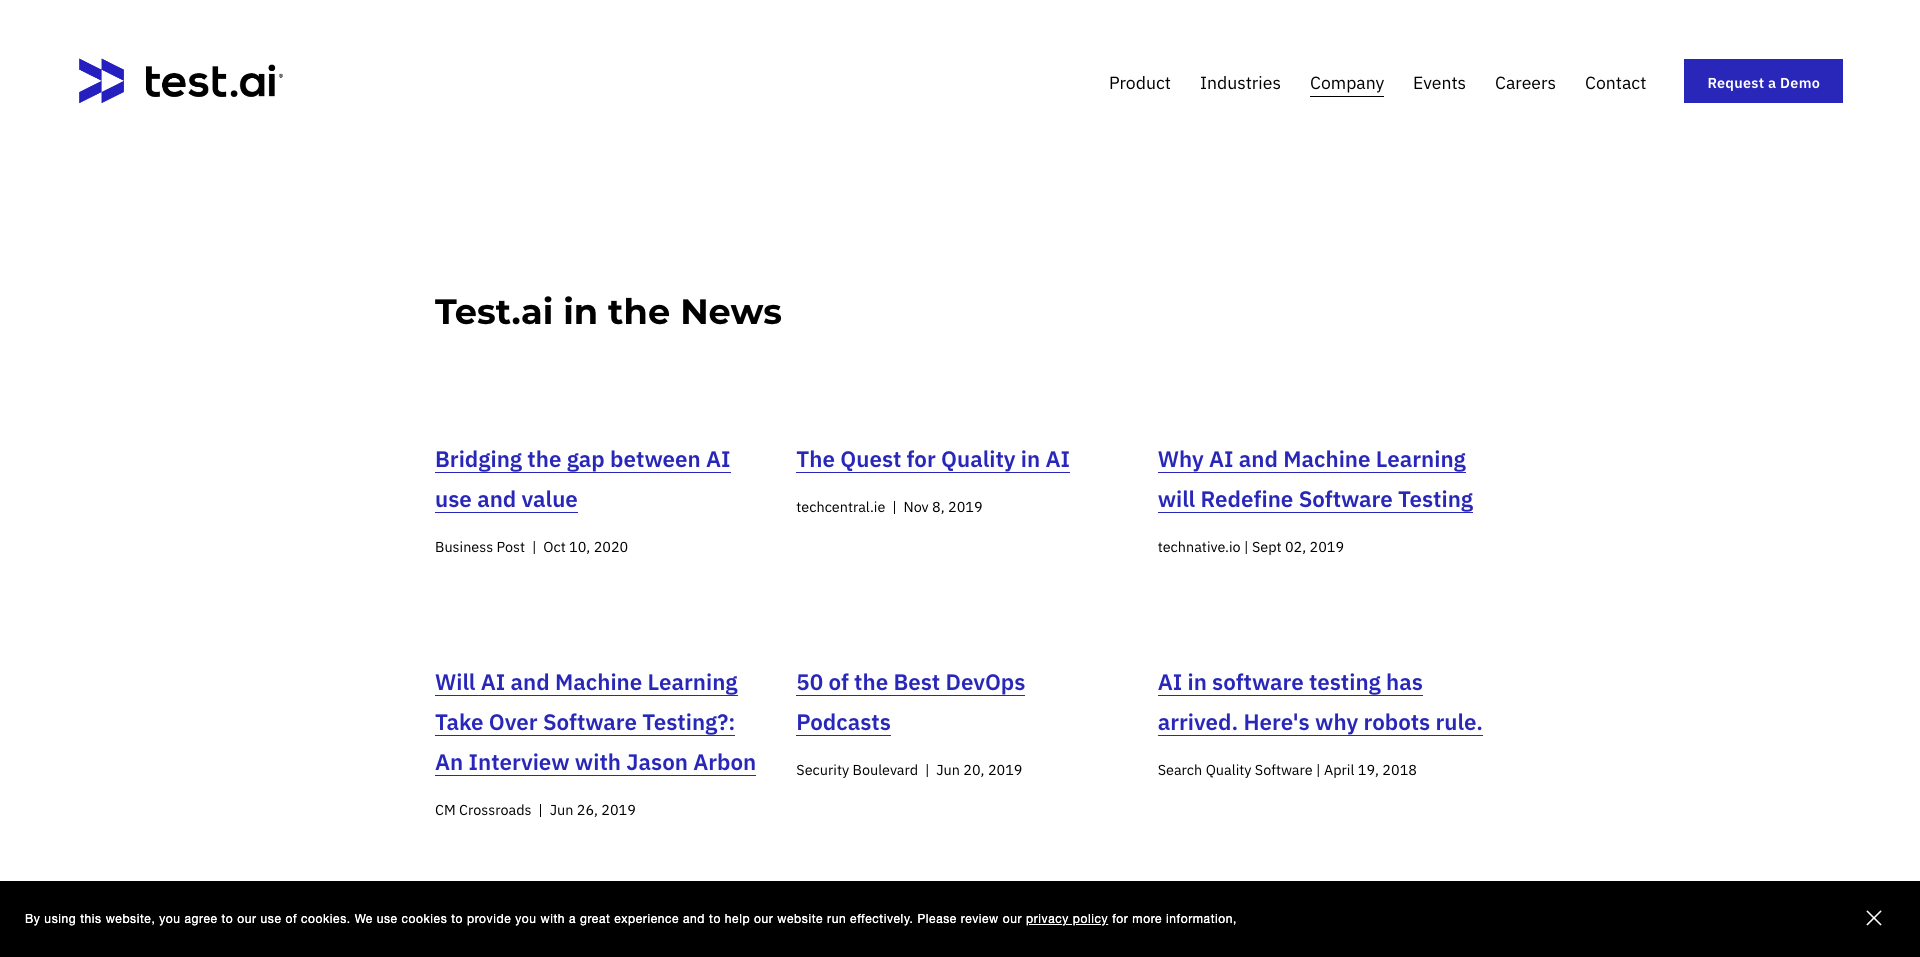 test.ai
Product Industries Company Events Careers Contact Request a Demo
Test.ai in the News
Bridging the gap between AI
use and value
Business Post | Oct 10, 2020
The Quest for Quality in AI
techcentral.ie | Nov 8, 2019
Why AI and Machine Learning
will Redefine Software Testing
technative.io | Sept 02, 2019
Will AI and Machine Learning
Take Over Software Testing?:
An Interview with Jason Arbon
CM Crossroads | Jun 26, 2019
50 of the Best DevOps
Podcasts
Security Boulevard | Jun 20, 2019
AI in software testing has
arrived. Here's why robots rule.
Search Quality Software | April 19, 2018
By using this website, you agree to our use of cookies. We use cookies to provide you with a great experience and to help our website run effectively. Please review our privacy policy for more information,